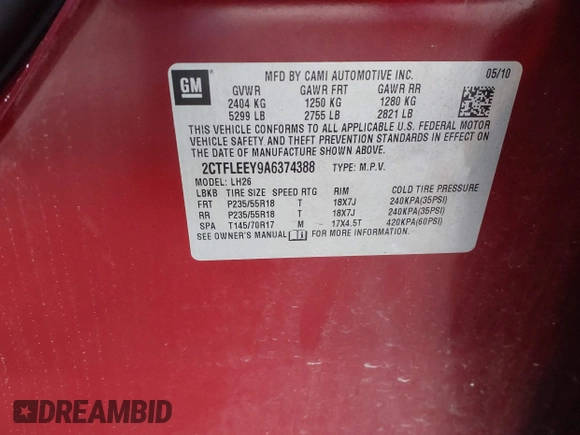 GM
MFD BY CAMI AUTOMOTIVE INC.
05/10
GVWR GAWR FRT GAWR RR
2404 KG 1250 KG 1280 KG
5299 LB 2755 LB 2821 LB
THIS VEHICLE CONFORMS TO ALL APPLICABLE U.S. FEDERAL MOTOR
VEHICLE SAFETY AND THEFT PREVENTION STANDARDS IN EFFECT ON
THE DATE OF MANUFACTURE SHOWN ABOVE.
2CTFLEEY9A6374388 TYPE: M.P.V.
MODEL: LH26
LBKB TIRE SIZE SPEED RTG RIM COLD TIRE PRESSURE
FRT P235/55R18 T 18X7J 240KPA(35PSI)
RR P235/55R18 T 18X7J 240KPA(35PSI)
SPA T145/70R17 M 17X4.5T 420KPA(60PSI)
SEE OWNER'S MANUAL FOR MORE INFORMATION.
DREAMBID